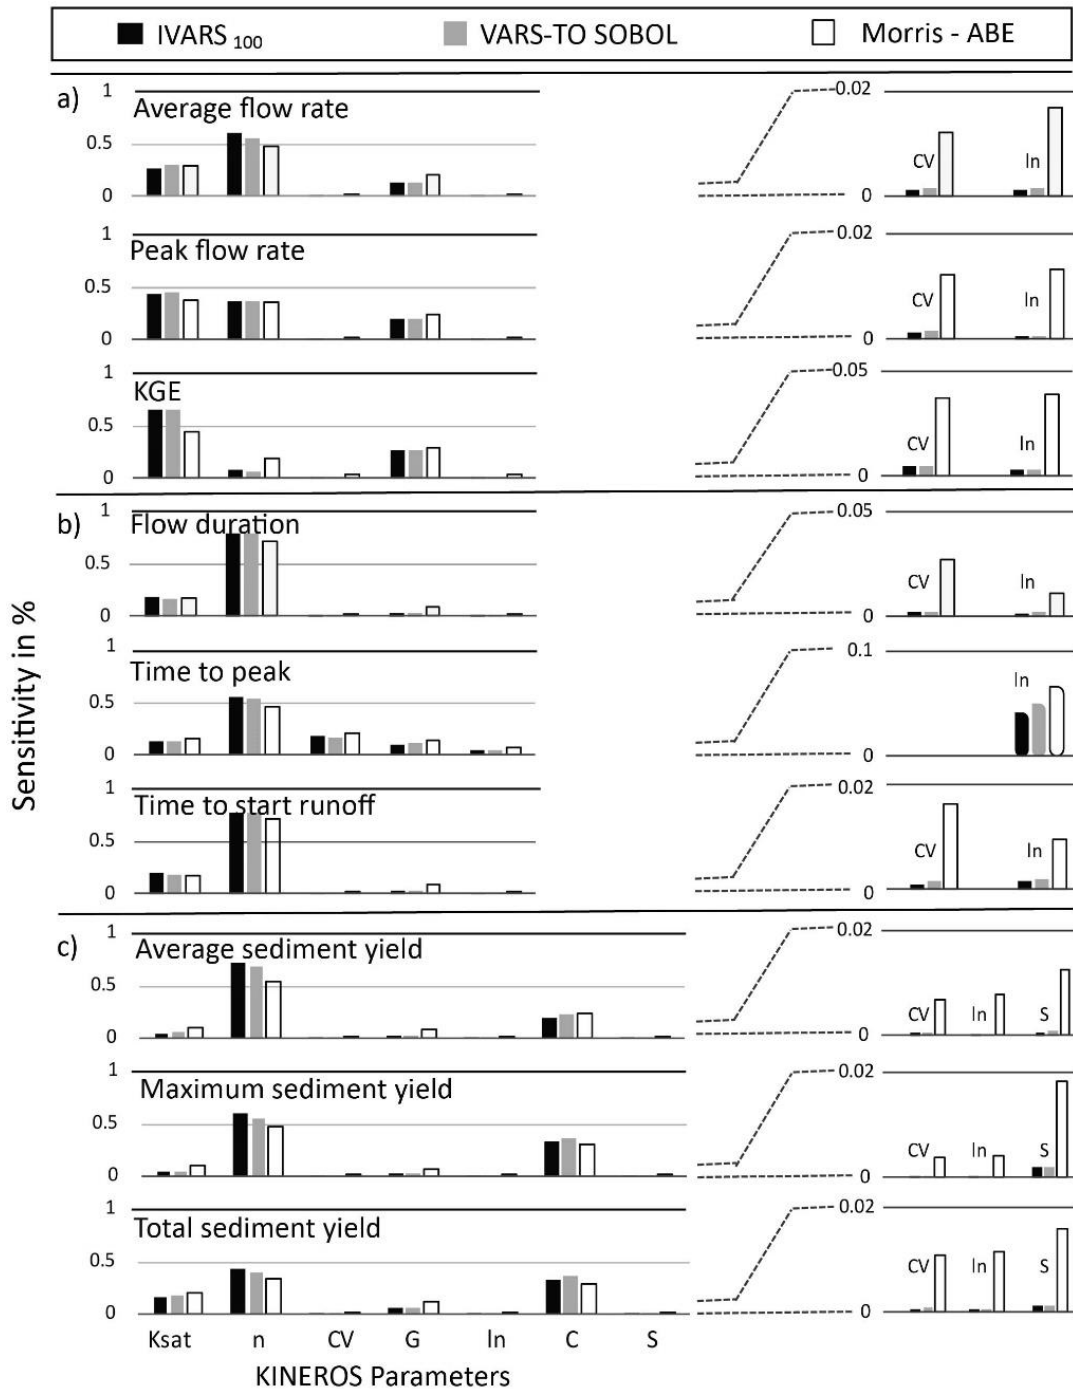 IVARS 100 VARS-TO SOBOL Morris - ABE
a) 1 Average flow rate 0.02
0.5 CV In
0 0
1 Peak flow rate 0.02
0.5 CV In
0 0
1 KGE 0.05
0.5 CV In
0 0
b) 1 Flow duration 0.05
0.5 CV In
0 0
1 Time to peak 0.1
0.5 In
0 0
1 Time to start runoff 0.02
0.5 CV In
0 0
c) 1 Average sediment yield 0.02
0.5 CV In S
0 0
1 Maximum sediment yield 0.02
0.5 CV In S
0 0
1 Total sediment yield 0.02
0.5 CV In S
0 0
Ksat n CV G In C S
KINEROS Parameters
Sensitivity in %